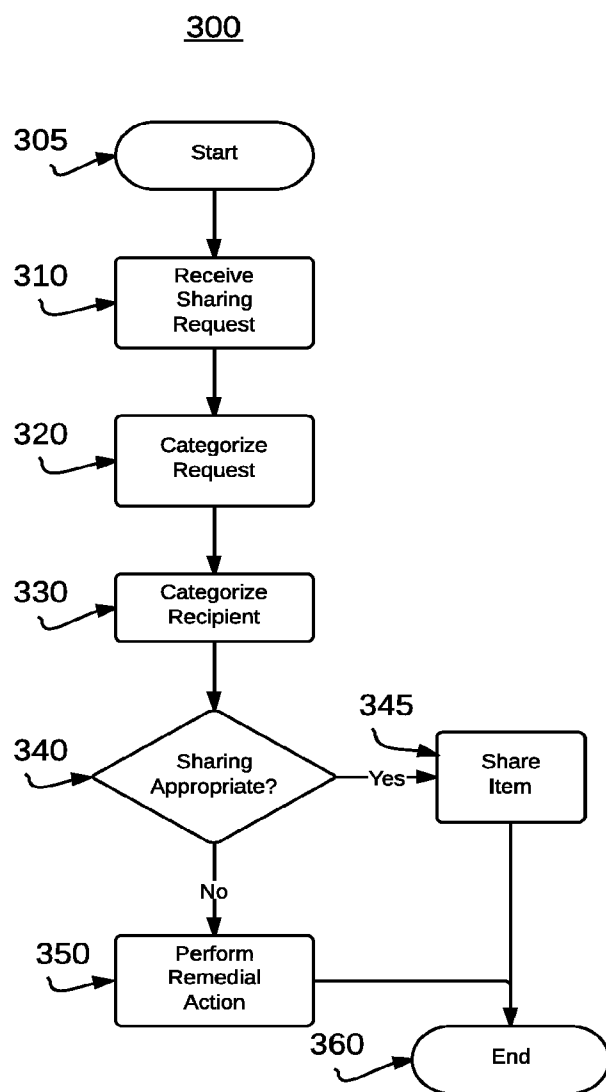 300
305
Start
310
Receive
Sharing
Request
320
Categorize
Request
330
Categorize
Recipient
340
Sharing
Appropriate?
Yes
345
Share
Item
No
350
Perform
Remedial
Action
360
End